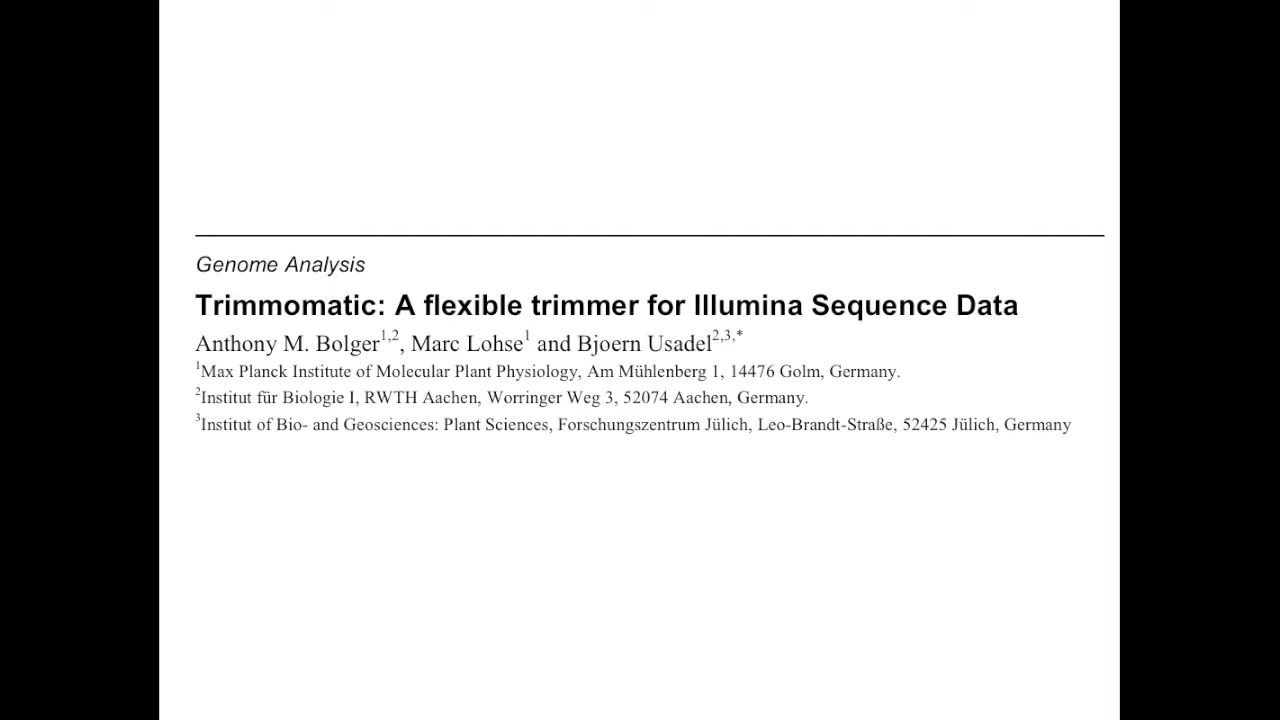 Genome Analysis
Trimmomatic: A flexible trimmer for Illumina Sequence Data
Anthony M. Bolger1,2, Marc Lohse1 and Bjoern Usadel2,3,*
1Max Planck Institute of Molecular Plant Physiology, Am Mühlenberg 1, 14476 Golm, Germany.
2Institut für Biologie I, RWTH Aachen, Worringer Weg 3, 52074 Aachen, Germany.
3Institut of Bio- and Geosciences: Plant Sciences, Forschungszentrum Jülich, Leo-Brandt-Straße, 52425 Jülich, Germany